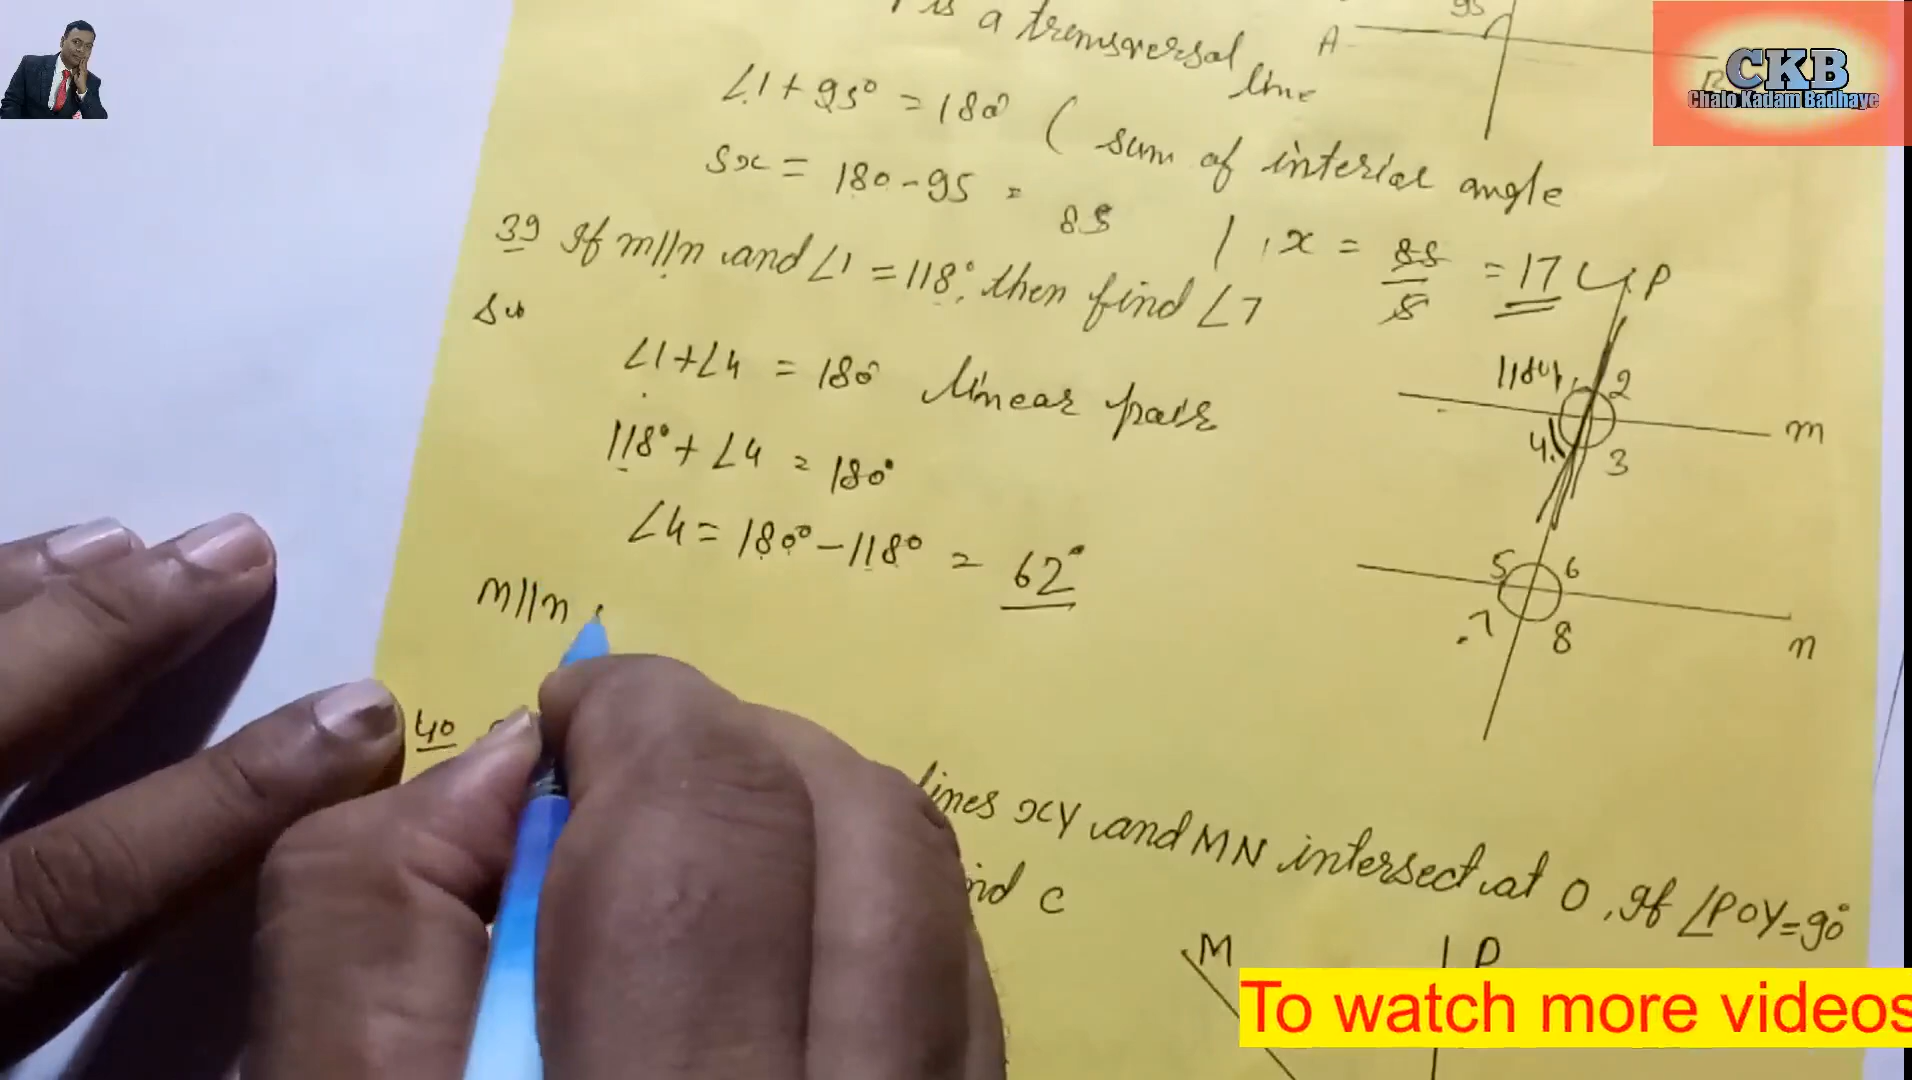 is a transversal line
A
95
CKB
Chalo Kadam Badhaye
∠1 + 95° = 180° ( sum of interior angle
5x = 180 - 95 = 85
1 , x = 85/5 = 17
39 If m||n and ∠1 = 118°, then find ∠7
P
∠1 + ∠4 = 180° linear pair
118° + ∠4 = 180°
∠4 = 180° - 118° = 62°
m||n
118° 1 2
4 3
m
5 6
7 8
n
40
lines XY and MN intersect at O, If ∠POY = 90°
c
M
P
To watch more videos